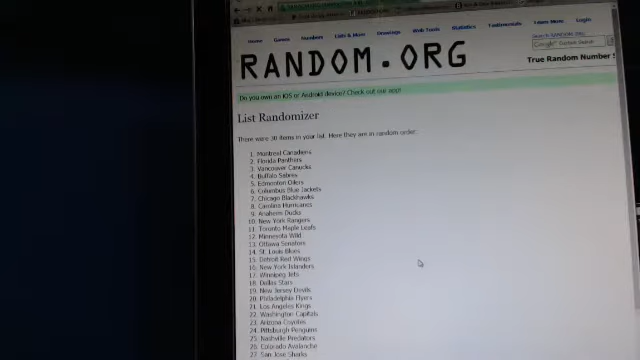 Home Games Numbers Lists & More Drawings Web Tools Statistics Testimonials Learn More Login
RANDOM.ORG
Search RANDOM.ORG
Google Custom Search
True Random Number S
Do you own an iOS or Android device? Check out our app!
List Randomizer
There were 30 items in your list. Here they are in random order:
1. Montreal Canadiens
2. Florida Panthers
3. Vancouver Canucks
4. Buffalo Sabres
5. Edmonton Oilers
6. Columbus Blue Jackets
7. Chicago Blackhawks
8. Carolina Hurricanes
9. Anaheim Ducks
10. New York Rangers
11. Toronto Maple Leafs
12. Minnesota Wild
13. Ottawa Senators
14. St. Louis Blues
15. Detroit Red Wings
16. New York Islanders
17. Winnipeg Jets
18. Dallas Stars
19. New Jersey Devils
20. Philadelphia Flyers
21. Los Angeles Kings
22. Washington Capitals
23. Arizona Coyotes
24. Pittsburgh Penguins
25. Nashville Predators
26. Colorado Avalanche
27. San Jose Sharks